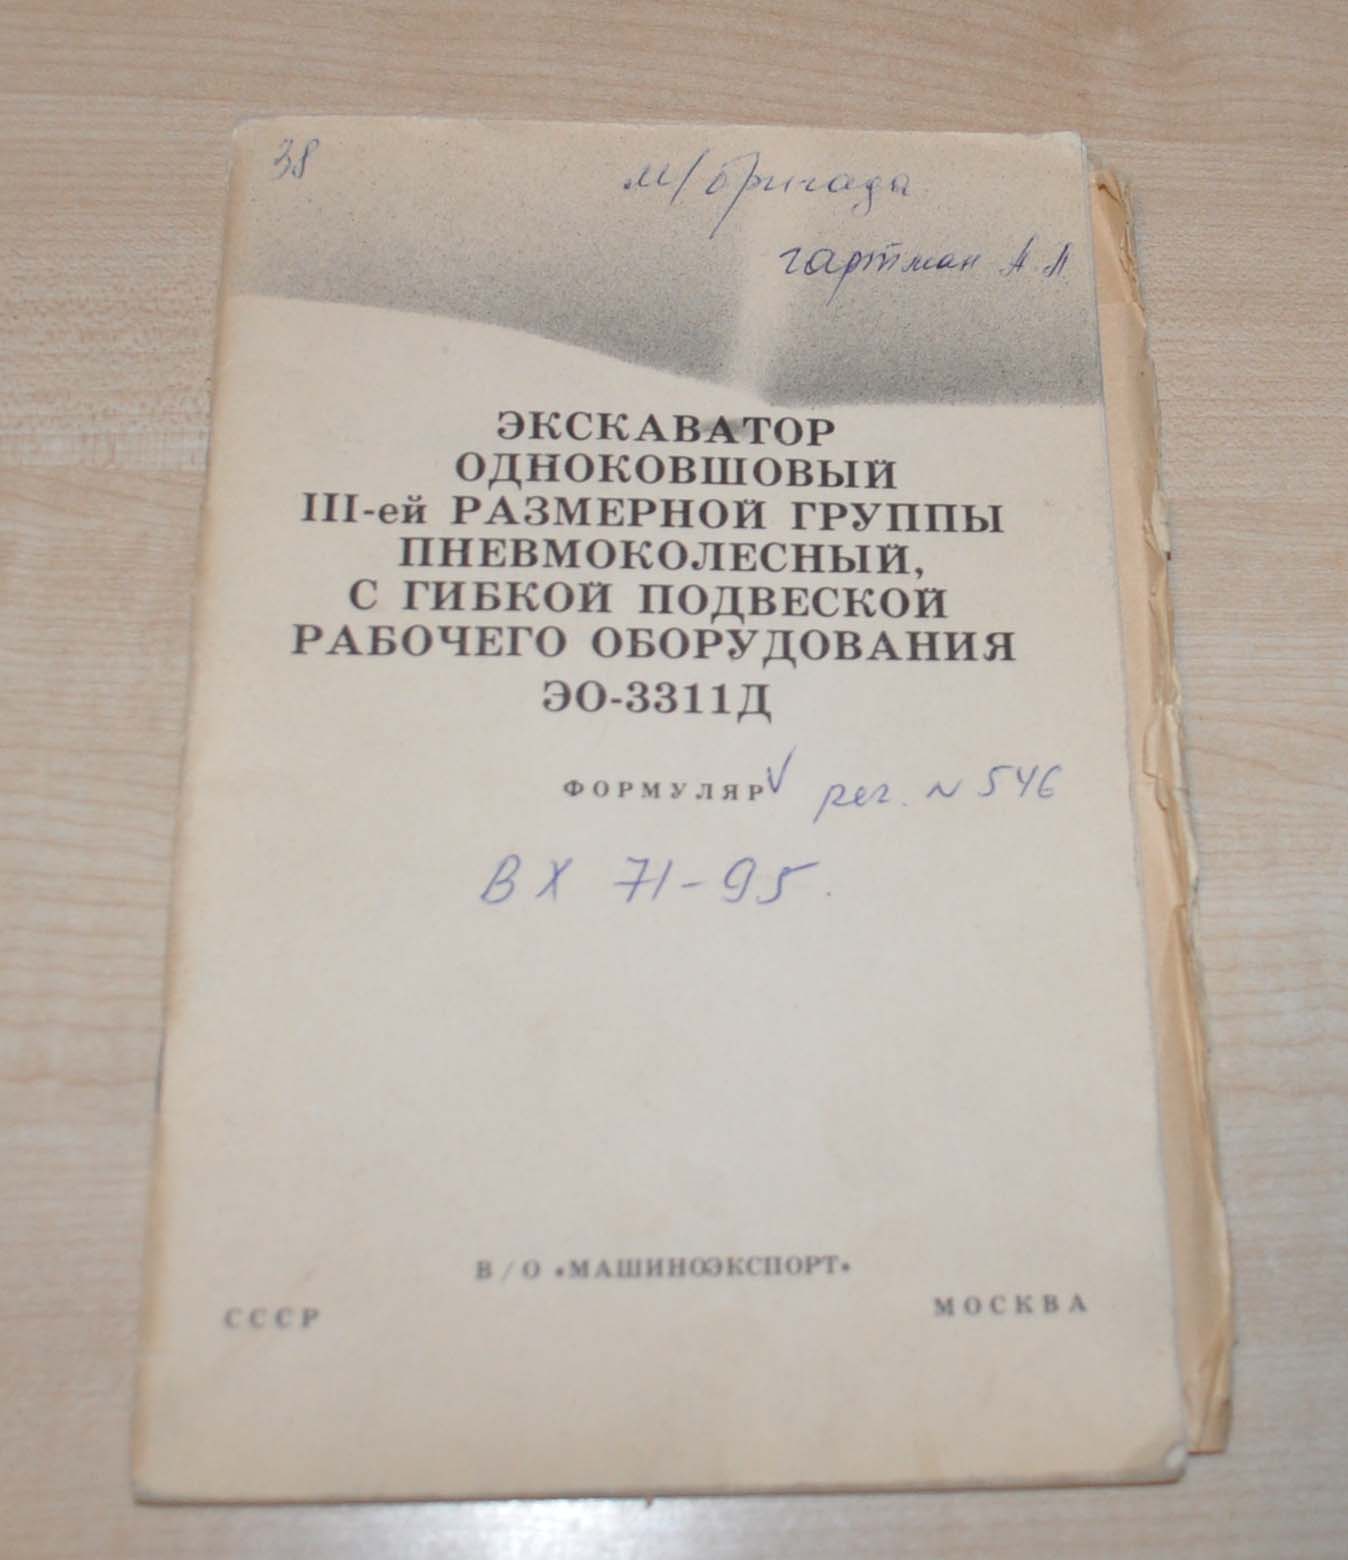 38
м/бригада
гартман А.А.
ЭКСКАВАТОР
ОДНОКОВШОВЫЙ
III-ей РАЗМЕРНОЙ ГРУППЫ
ПНЕВМОКОЛЕСНЫЙ,
С ГИБКОЙ ПОДВЕСКОЙ
РАБОЧЕГО ОБОРУДОВАНИЯ
ЭО-3311Д
ФОРМУЛЯР V рег. N 546
ВХ 71-95.
В/О «МАШИНОЭКСПОРТ»
СССР МОСКВА